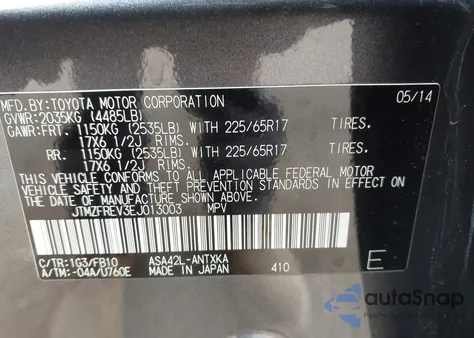 MFD.BY:TOYOTA MOTOR CORPORATION 05/14
GVWR:2035KG (4485LB)
GAWR:FRT. 1150KG (2535LB) WITH 225/65R17 TIRES.
17X6 1/2J RIMS.
RR. 1150KG (2535LB) WITH 225/65R17 TIRES.
17X6 1/2J RIMS.
THIS VEHICLE CONFORMS TO ALL APPLICABLE FEDERAL MOTOR
VEHICLE SAFETY AND THEFT PREVENTION STANDARDS IN EFFECT
ON THE DATE OF MANUFACTURE SHOWN ABOVE.
JTMZFREV3EJ013003 MPV
C/TR:1G3/FB10 ASA42L-ANTXKA
A/TM:-04A/U760E MADE IN JAPAN 410 E
autoSnap